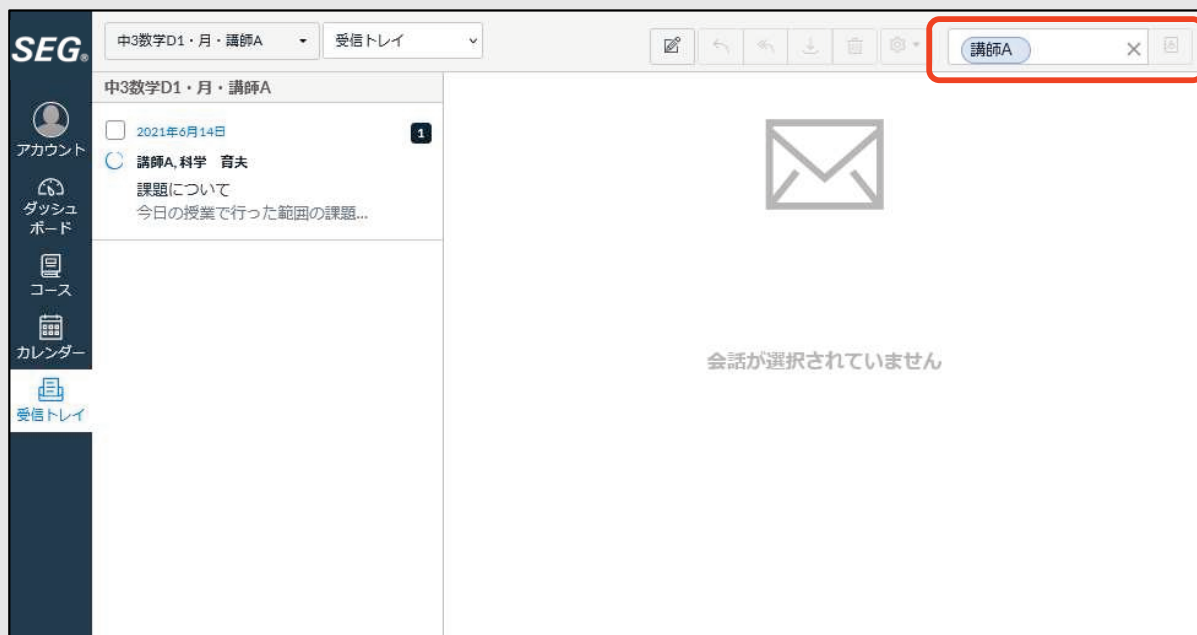 SEG®
中3数学D1・月・講師A
受信トレイ
講師A
中3数学D1・月・講師A
2021年6月14日
1
講師A, 科学 育夫
課題について
今日の授業で行った範囲の課題...
アカウント
ダッシュ
ボード
コース
カレンダー
受信トレイ
会話が選択されていません